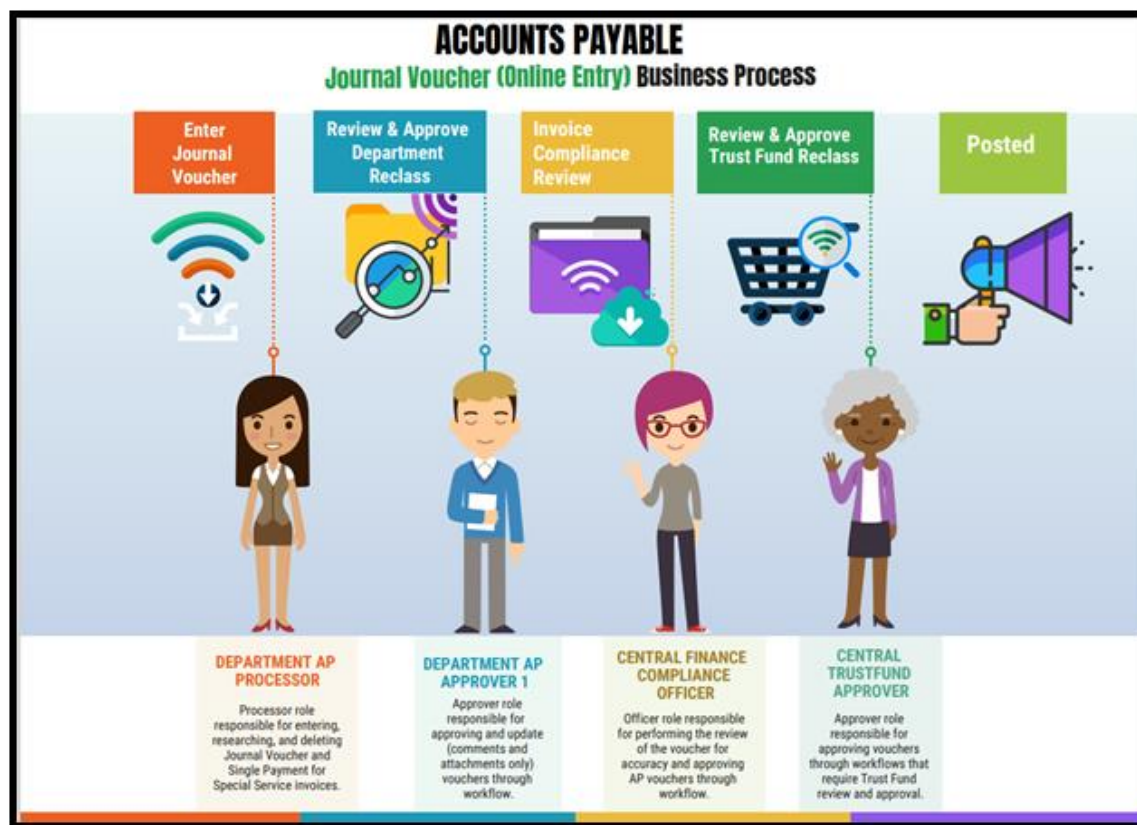 ACCOUNTS PAYABLE
Journal Voucher (Online Entry) Business Process
Enter
Journal
Voucher
Review & Approve
Department
Reclass
Invoice
Compliance
Review
Review & Approve
Trust Fund Reclass
Posted
DEPARTMENT AP
PROCESSOR
Processor role
responsible for entering,
researching, and deleting
Journal Voucher and
Single Payment for
Special Service invoices.
DEPARTMENT AP
APPROVER 1
Approver role
responsible for
approving and update
(comments and
attachments only)
vouchers through
workflow.
CENTRAL FINANCE
COMPLIANCE
OFFICER
Officer role responsible
for performing the review
of the voucher for
accuracy and approving
AP vouchers through
workflow.
CENTRAL
TRUSTFUND
APPROVER
Approver role
responsible for
approving vouchers
through workflows that
require Trust Fund
review and approval.